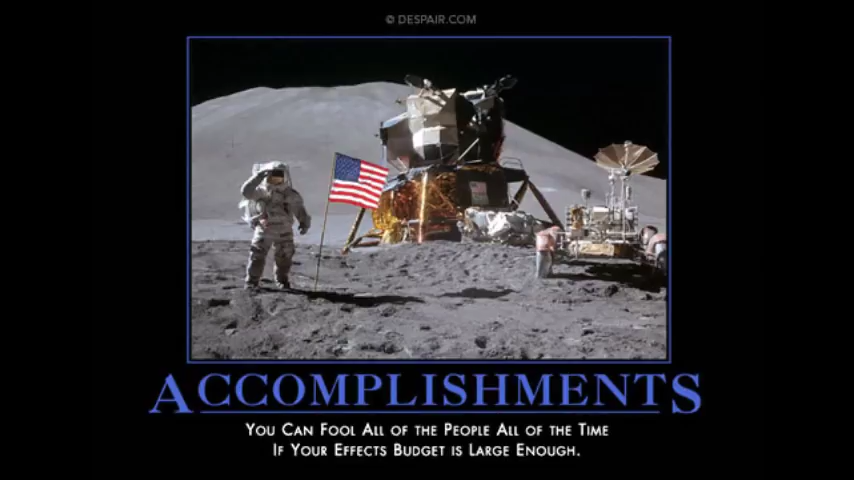 © DESPAIR.COM
ACCOMPLISHMENTS
YOU CAN FOOL ALL OF THE PEOPLE ALL OF THE TIME
IF YOUR EFFECTS BUDGET IS LARGE ENOUGH.